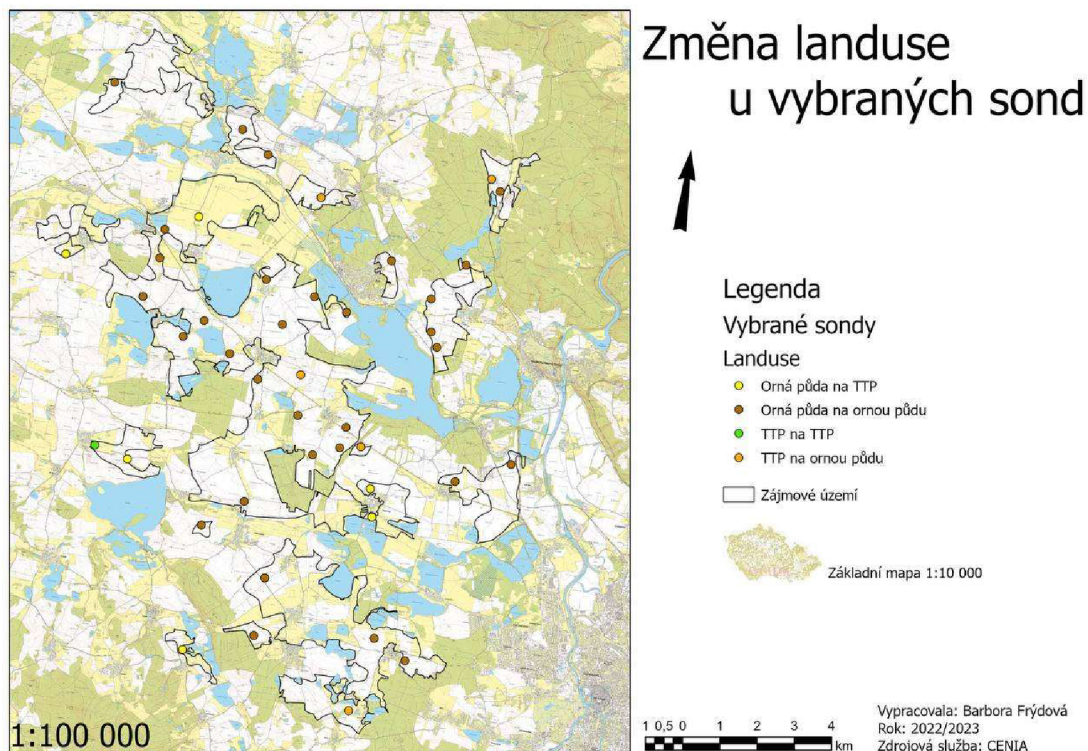 Změna landuse
u vybraných sond
Legenda
Vybrané sondy
Landuse
Orná půda na TTP
Orná půda na ornou půdu
TTP na TTP
TTP na ornou půdu
Zájmové území
Základní mapa 1:10 000
1:100 000
1 0,5 0 1 2 3 4
km
Vypracovala: Barbora Frýdová
Rok: 2022/2023
Zdrojová služba: CENIA